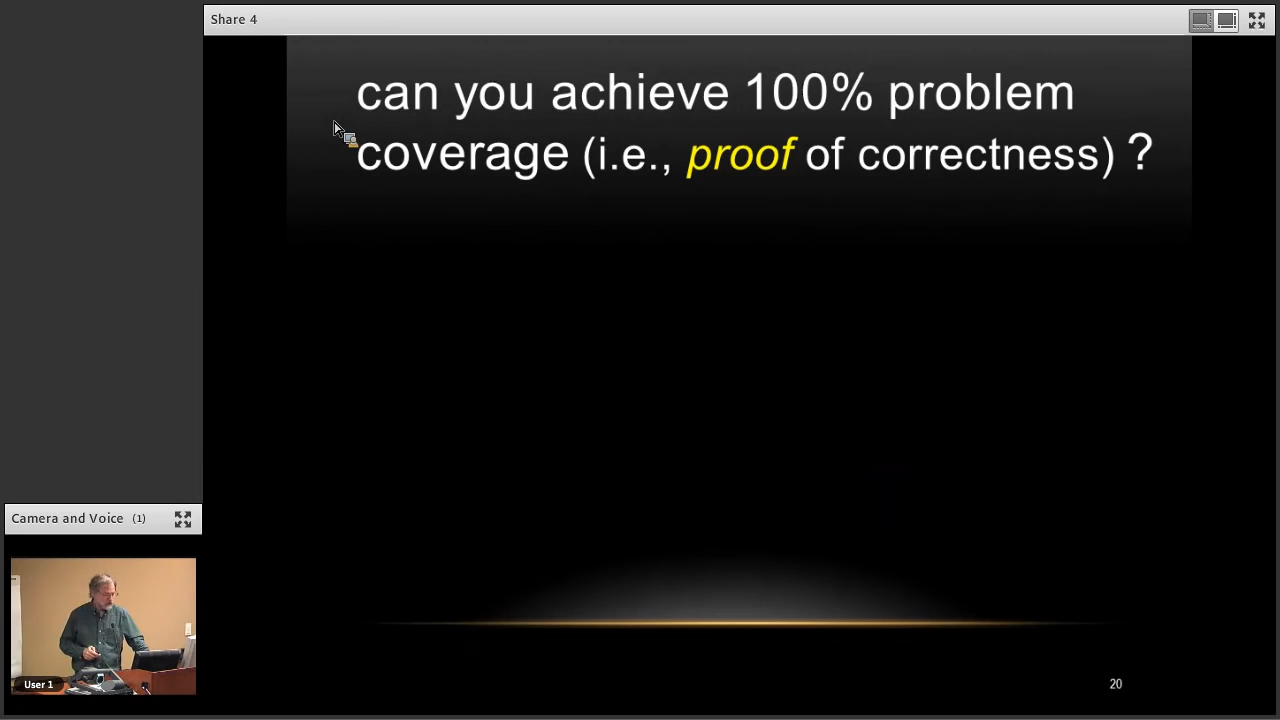 Share 4
can you achieve 100% problem
coverage (i.e., proof of correctness) ?
Camera and Voice (1)
User 1
20